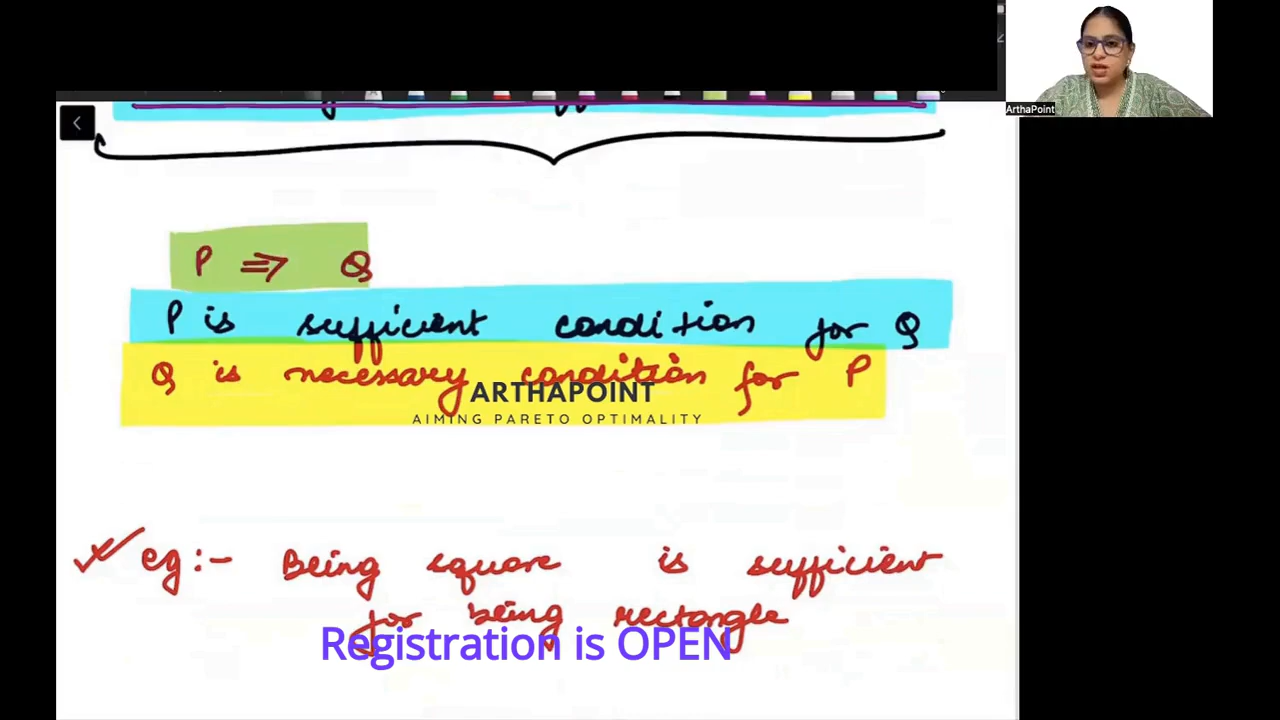 ArthaPoint
P ⇒ Q
P is sufficient condition for Q
Q is necessary condition for P
ARTHAPOINT
AIMING PARETO OPTIMALITY
eg:- Being square is sufficient
for being rectangle
Registration is OPEN